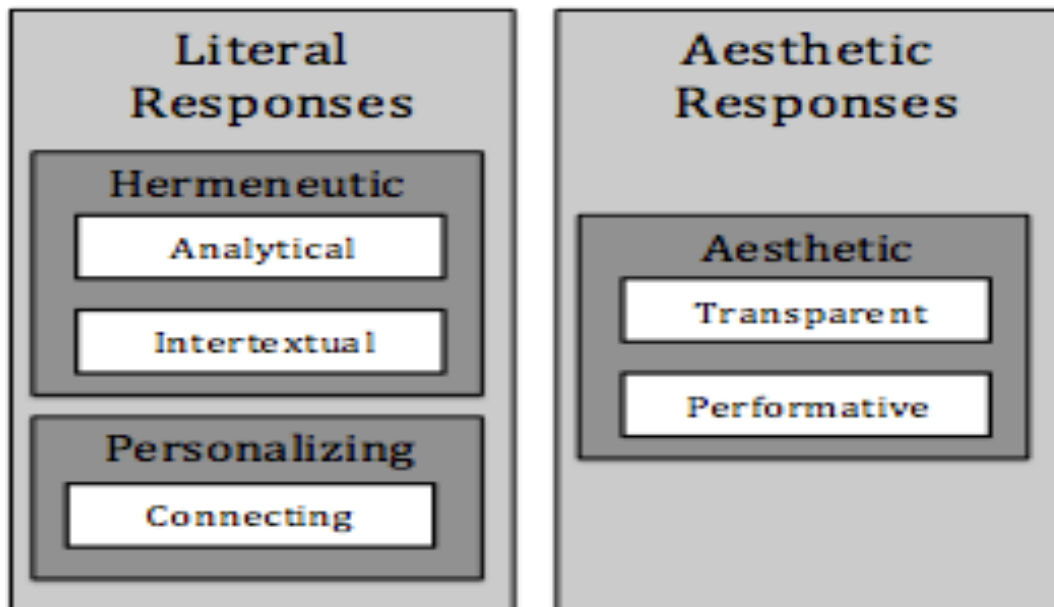 Literal
Responses
Hermeneutic
Analytical
Intertextual
Personalizing
Connecting
Aesthetic
Responses
Aesthetic
Transparent
Performative